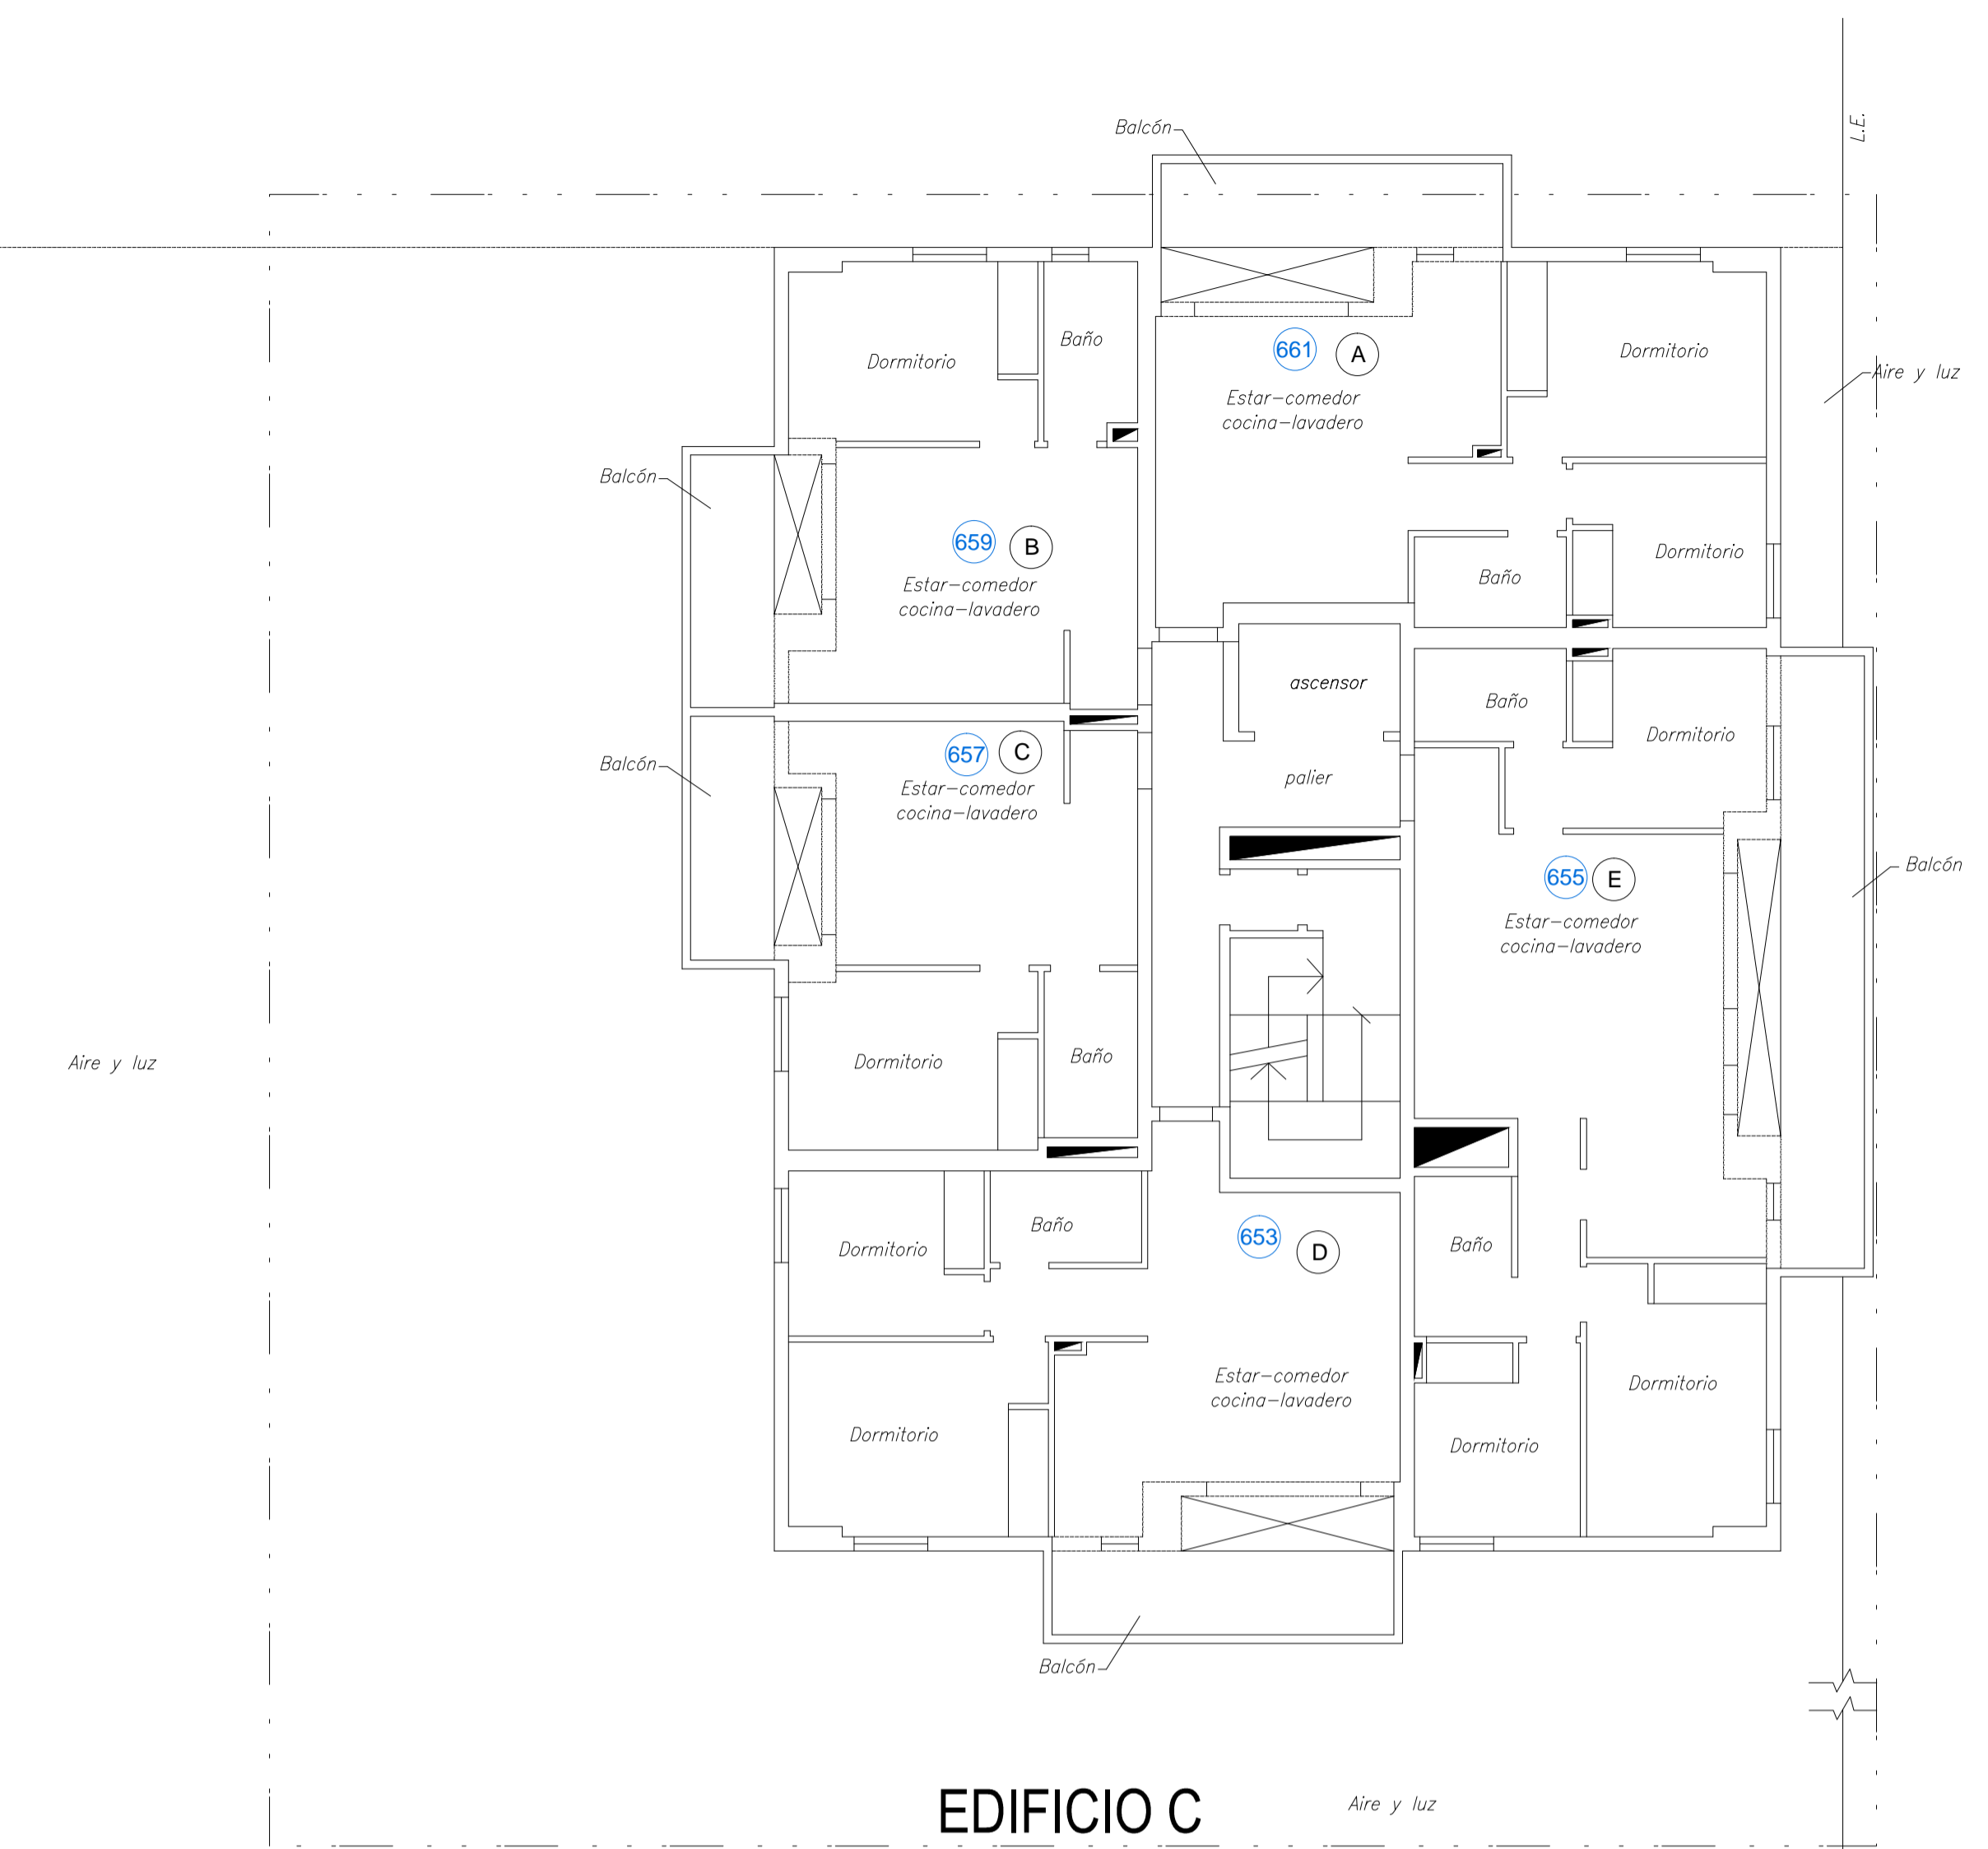 L.E.
Balcón
Baño
Dormitorio
661 A
Dormitorio
Aire y luz
Estar-comedor
cocina-lavadero
Balcón
659 B
Dormitorio
Estar-comedor
cocina-lavadero
Baño
ascensor
Baño
Dormitorio
657 C
Balcón
palier
Estar-comedor
cocina-lavadero
655 E
Balcón
Estar-comedor
cocina-lavadero
Aire y luz
Dormitorio
Baño
Baño
653 D
Baño
Dormitorio
Estar-comedor
cocina-lavadero
Dormitorio
Dormitorio
Dormitorio
Balcón
EDIFICIO C
Aire y luz